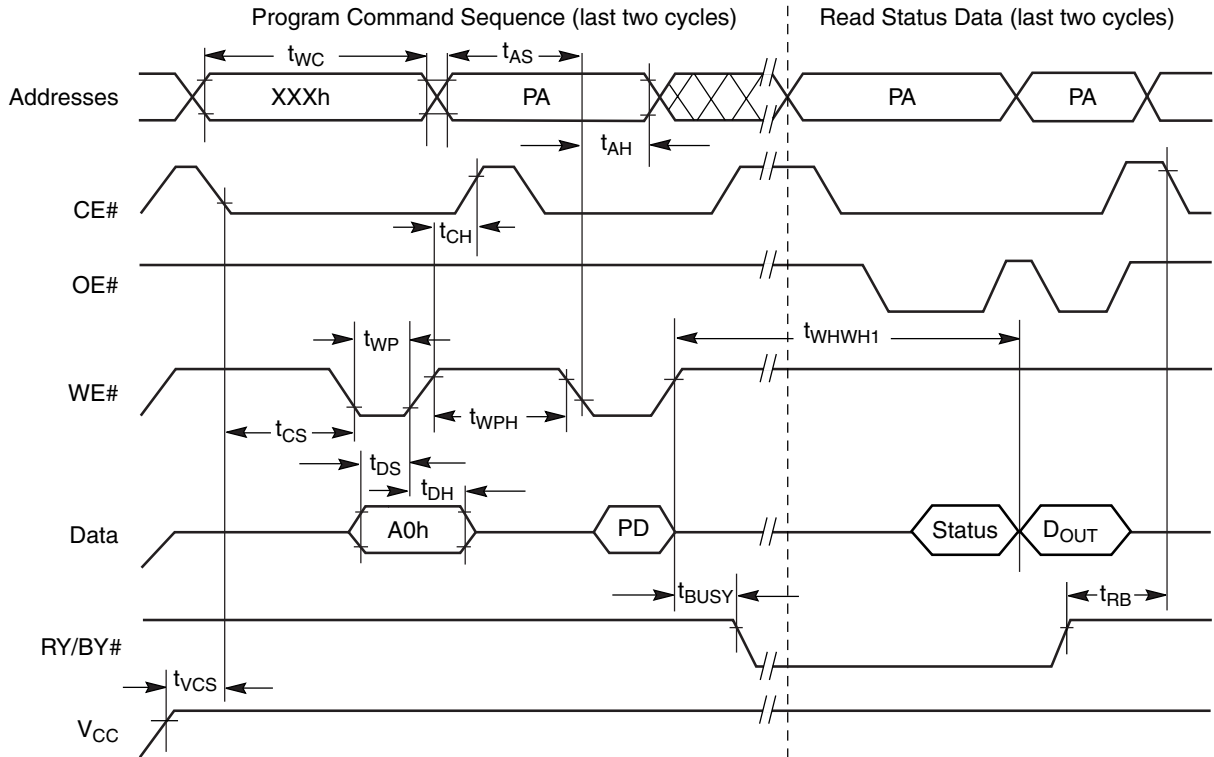 Program Command Sequence (last two cycles)
Read Status Data (last two cycles)
tWC
tAS
Addresses
XXXh
PA
PA
PA
tAH
CE#
tCH
OE#
tWHWH1
tWP
WE#
tWPH
tCS
tDS
tDH
Data
A0h
PD
Status
DOUT
tBUSY
tRB
RY/BY#
tVCS
VCC